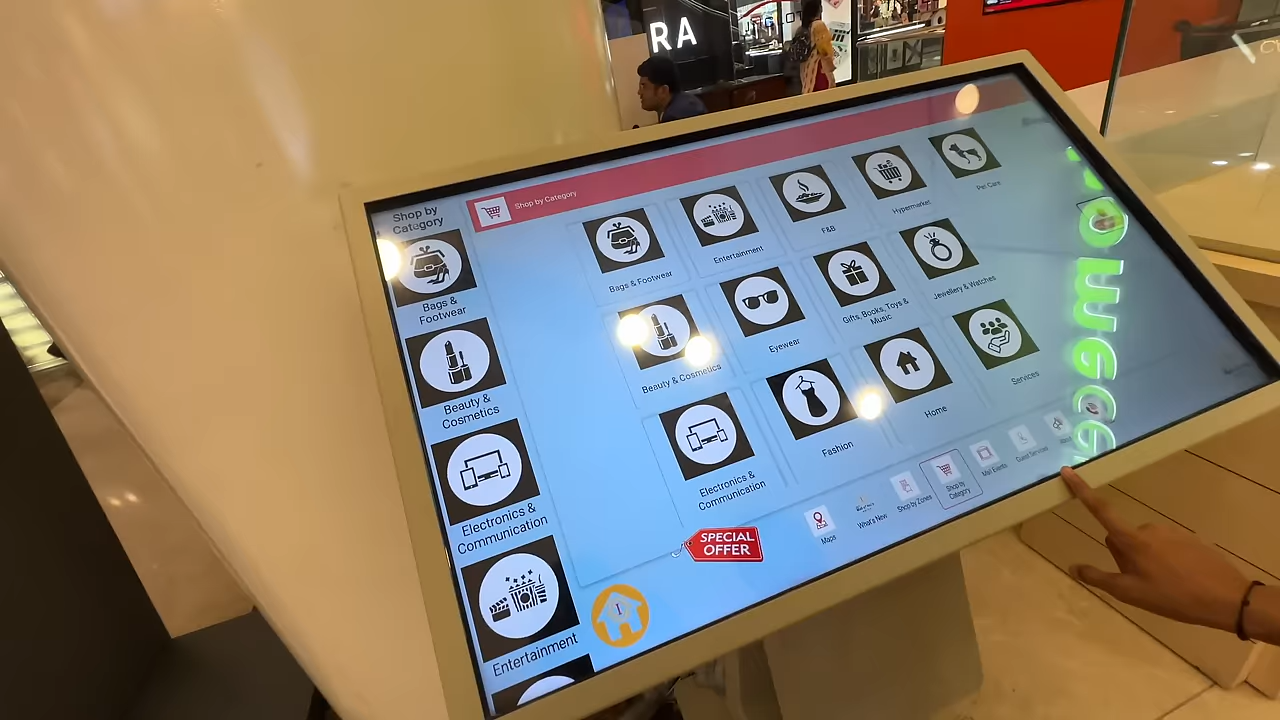 RA
Shop by
Category
Shop by Category
Bags &
Footwear
Beauty &
Cosmetics
Electronics &
Communication
Entertainment
Bags & Footwear
Entertainment
F&B
Hypermarket
Pet Care
Beauty & Cosmetics
Eyewear
Gifts, Books, Toys &
Music
Jewellery & Watches
Electronics &
Communication
Fashion
Home
Services
SPECIAL
OFFER
Maps
What's New
Shop by Zones
Shop by
Category
Mall Events
Guest Services